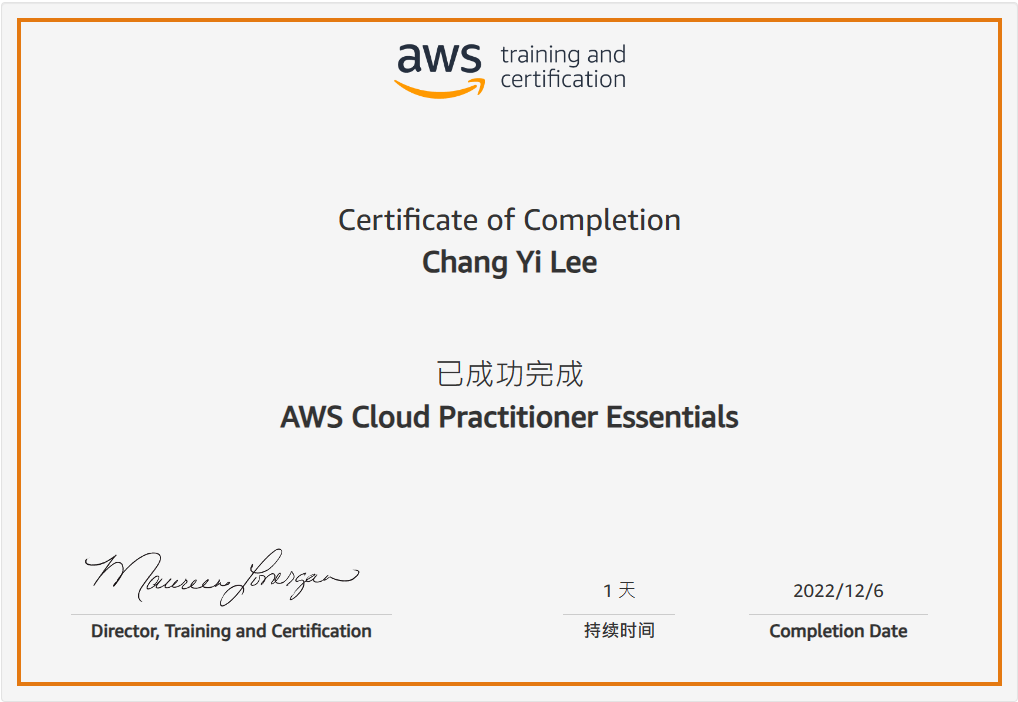 aws training and
certification
Certificate of Completion
Chang Yi Lee
已成功完成
AWS Cloud Practitioner Essentials
Maureen Lonergan
Director, Training and Certification
1 天
持续时间
2022/12/6
Completion Date